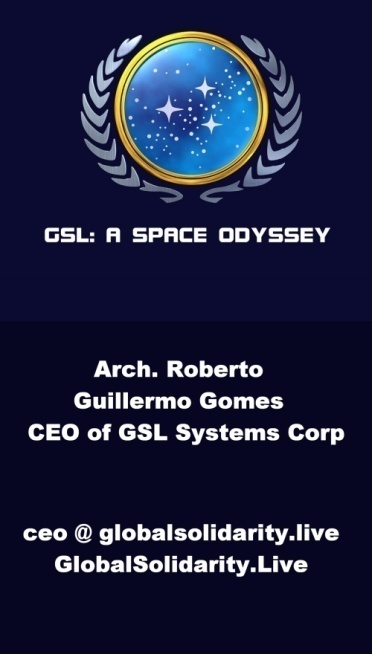 GSL: A SPACE ODYSSEY
Arch. Roberto
Guillermo Gomes
CEO of GSL Systems Corp
ceo @ globalsolidarity.live
GlobalSolidarity.Live